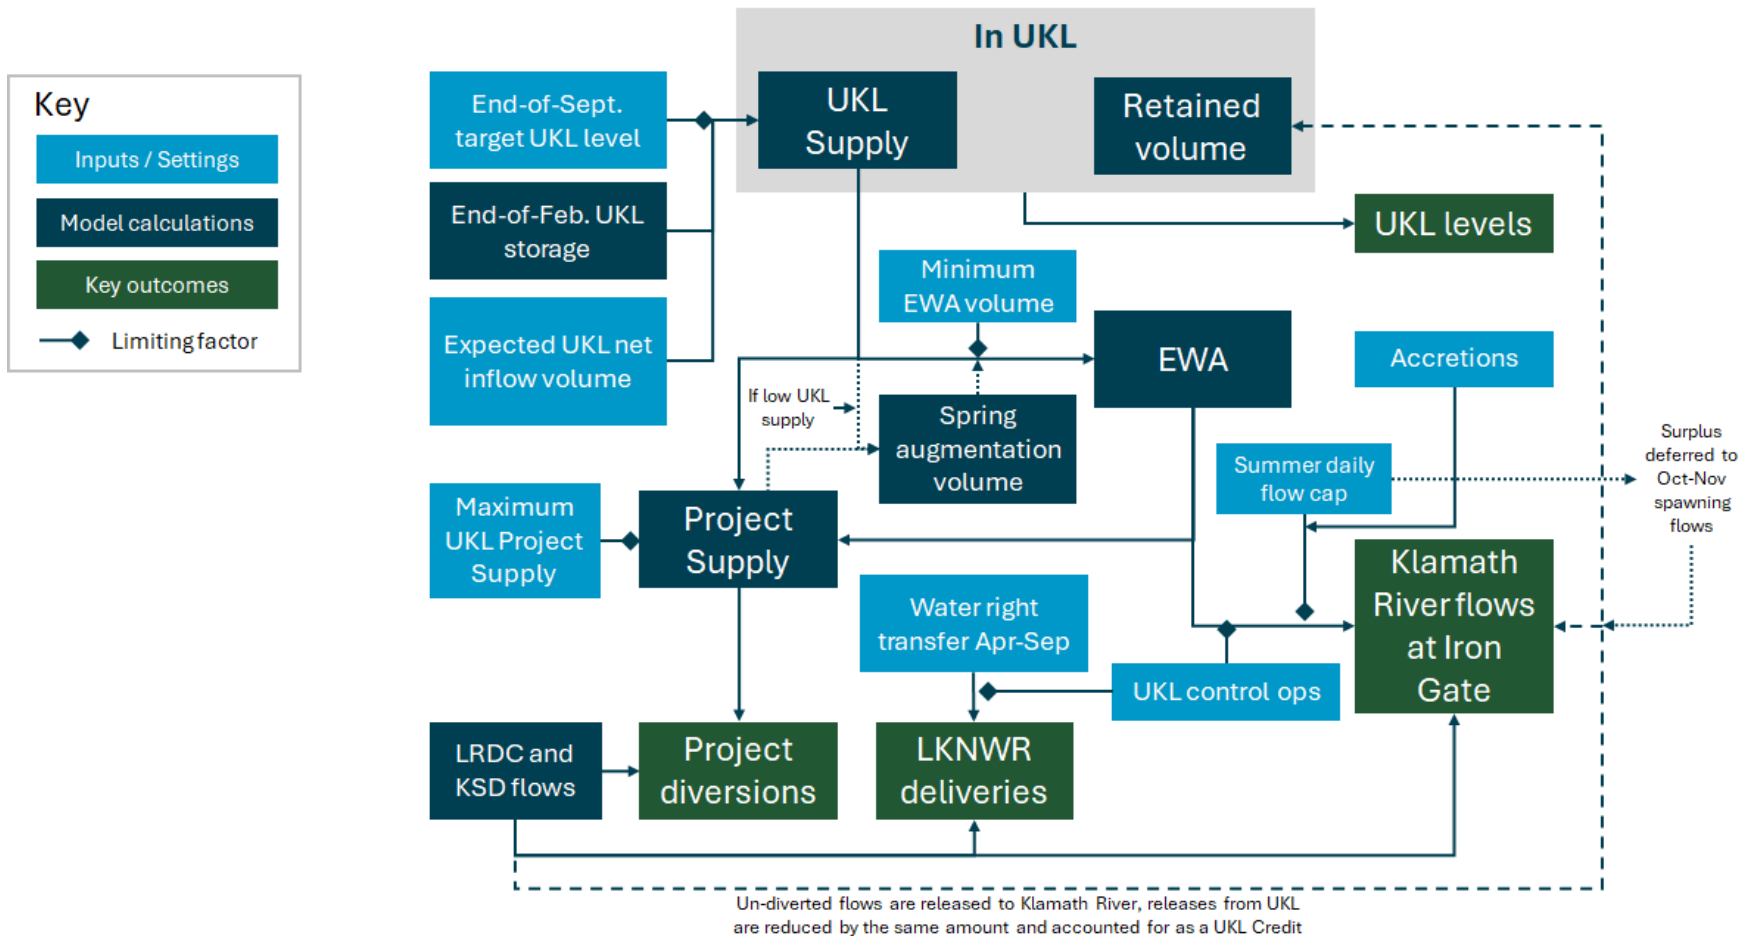 In UKL
Key
Inputs / Settings
Model calculations
Key outcomes
Limiting factor
End-of-Sept.
target UKL level
UKL
Supply
Retained
volume
End-of-Feb. UKL
storage
UKL levels
Minimum
EWA volume
Expected UKL net
inflow volume
EWA
Accretions
If low UKL
supply
Spring
augmentation
volume
Summer daily
flow cap
Surplus
deferred to
Oct-Nov
spawning
flows
Maximum
UKL Project
Supply
Project
Supply
Klamath
River flows
at Iron
Gate
Water right
transfer Apr-Sep
UKL control ops
LRDC and
KSD flows
Project
diversions
LKNWR
deliveries
Un-diverted flows are released to Klamath River, releases from UKL
are reduced by the same amount and accounted for as a UKL Credit